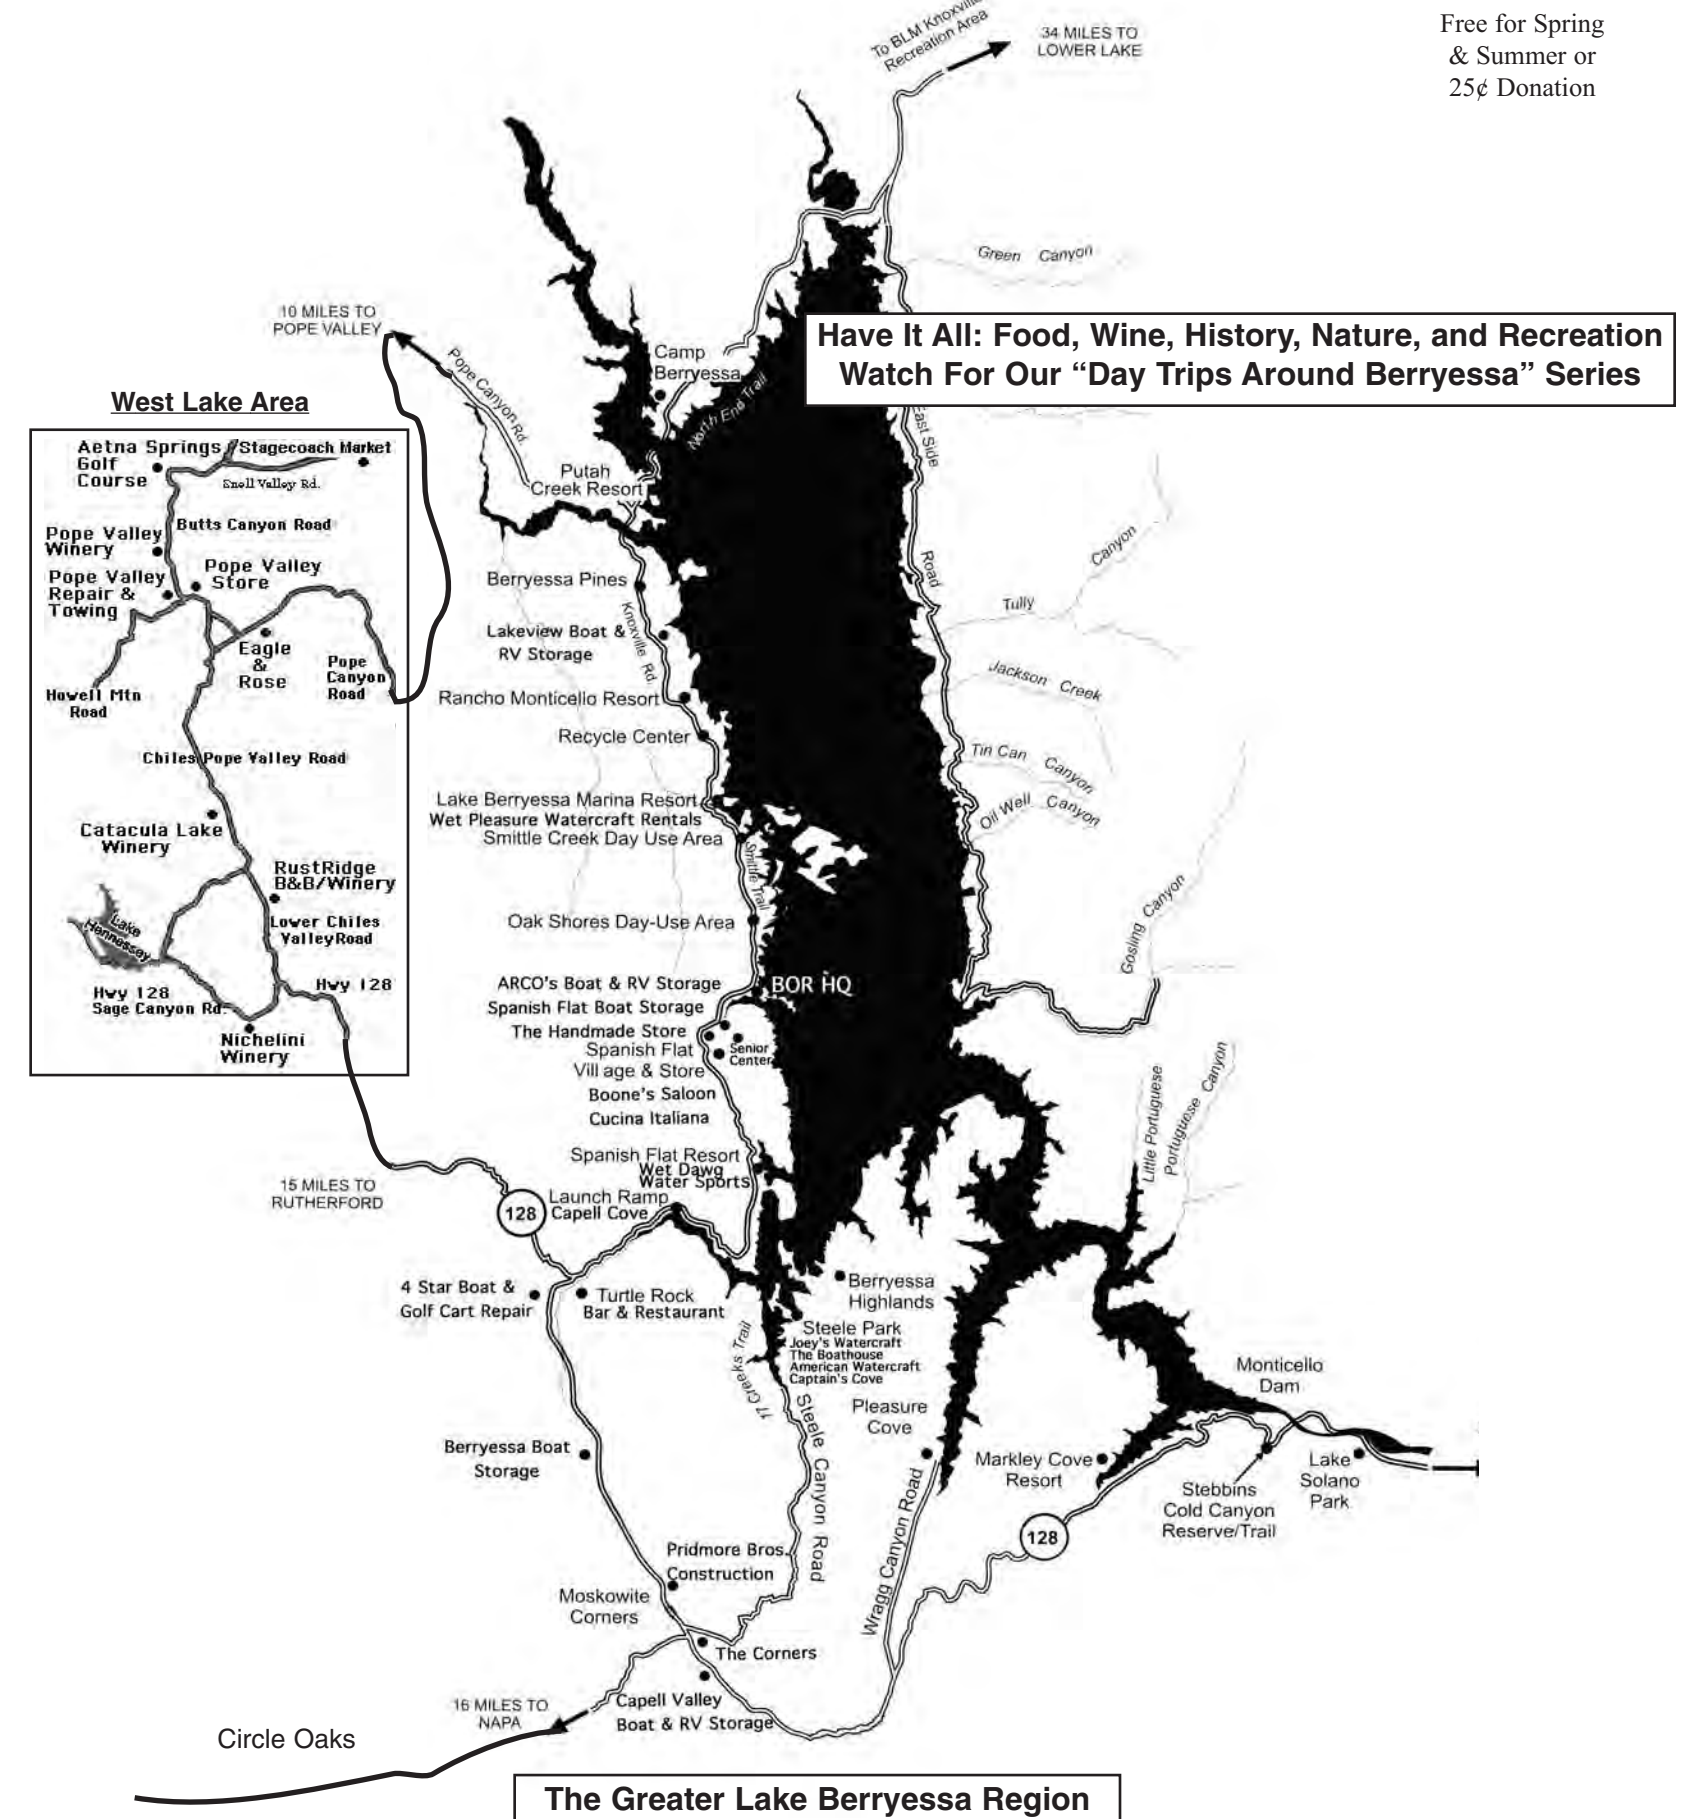 Free for Spring
& Summer or
25¢ Donation
To BLM Knoxville
Recreation Area
34 MILES TO
LOWER LAKE
Green Canyon
10 MILES TO
POPE VALLEY
Have It All: Food, Wine, History, Nature, and Recreation
Watch For Our “Day Trips Around Berryessa” Series
Pope Canyon Rd.
Camp
Berryessa
North End Trail
East Side
Road
Putah
Creek Resort
West Lake Area
Aetna Springs
Golf
Course
Stagecoach Market
Snell Valley Rd.
Butts Canyon Road
Pope Valley
Winery
Pope Valley
Store
Pope Valley
Repair &
Towing
Eagle
&
Rose
Pope
Canyon
Road
Howell Mtn
Road
Chiles Pope Valley Road
Catacula Lake
Winery
RustRidge
B&B/Winery
Lower Chiles
Valley Road
Lake
Hennessey
Hwy 128
Hwy 128
Sage Canyon Rd.
Nichelini
Winery
Berryessa Pines
Knoxville Rd.
Lakeview Boat &
RV Storage
Rancho Monticello Resort
Recycle Center
Lake Berryessa Marina Resort
Wet Pleasure Watercraft Rentals
Smittle Creek Day Use Area
Smittle Trail
Oak Shores Day-Use Area
ARCO's Boat & RV Storage
BOR HQ
Spanish Flat Boat Storage
The Handmade Store
Spanish Flat
Village & Store
Senior
Center
Boone's Saloon
Cucina Italiana
Spanish Flat Resort
Wet Dawg
Water Sports
Launch Ramp
Capell Cove
Tully Canyon
Jackson Creek
Tin Can Canyon
Oil Well Canyon
Gosling Canyon
Little Portuguese
Portuguese Canyon
15 MILES TO
RUTHERFORD
128
4 Star Boat &
Golf Cart Repair
Turtle Rock
Bar & Restaurant
Berryessa
Highlands
Steele Park
Joey's Watercraft
The Boathouse
American Watercraft
Captain's Cove
17 Creeks Trail
Steele Canyon Road
Pleasure
Cove
Wragg Canyon Road
Monticello
Dam
Markley Cove
Resort
Stebbins
Cold Canyon
Reserve/Trail
Lake
Solano
Park
128
Berryessa Boat
Storage
Pridmore Bros.
Construction
Moskowite
Corners
The Corners
Capell Valley
Boat & RV Storage
16 MILES TO
NAPA
Circle Oaks
The Greater Lake Berryessa Region